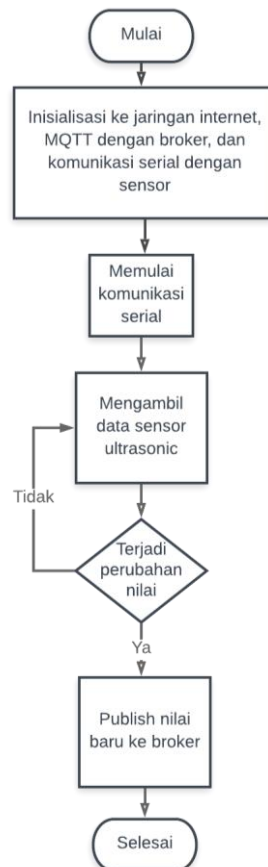 Mulai
Inisialisasi ke jaringan internet,
MQTT dengan broker, dan
komunikasi serial dengan
sensor
Memulai
komunikasi
serial
Mengambil
data sensor
ultrasonic
Tidak
Terjadi
perubahan
nilai
Ya
Publish nilai
baru ke broker
Selesai